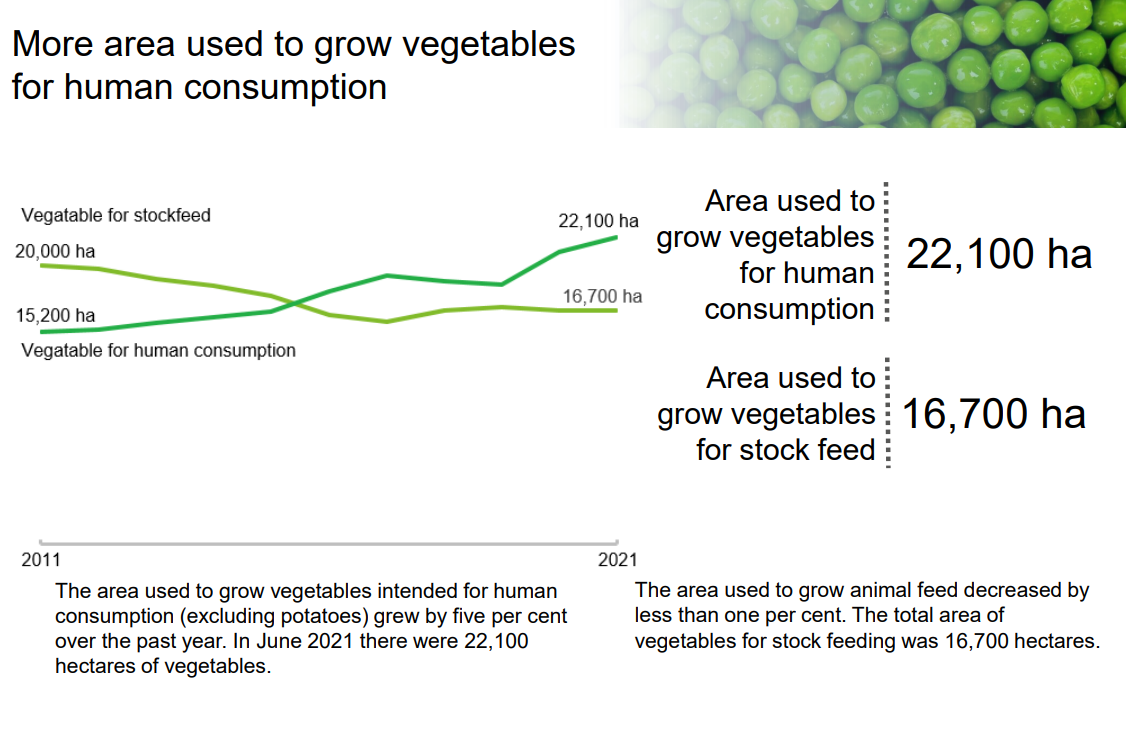 More area used to grow vegetables
for human consumption
Vegatable for stockfeed
20,000 ha
15,200 ha
Vegatable for human consumption
22,100 ha
16,700 ha
2011
2021
Area used to
grow vegetables
for human
consumption
22,100 ha
Area used to
grow vegetables
for stock feed
16,700 ha
The area used to grow vegetables intended for human
consumption (excluding potatoes) grew by five per cent
over the past year. In June 2021 there were 22,100
hectares of vegetables.
The area used to grow animal feed decreased by
less than one per cent. The total area of
vegetables for stock feeding was 16,700 hectares.